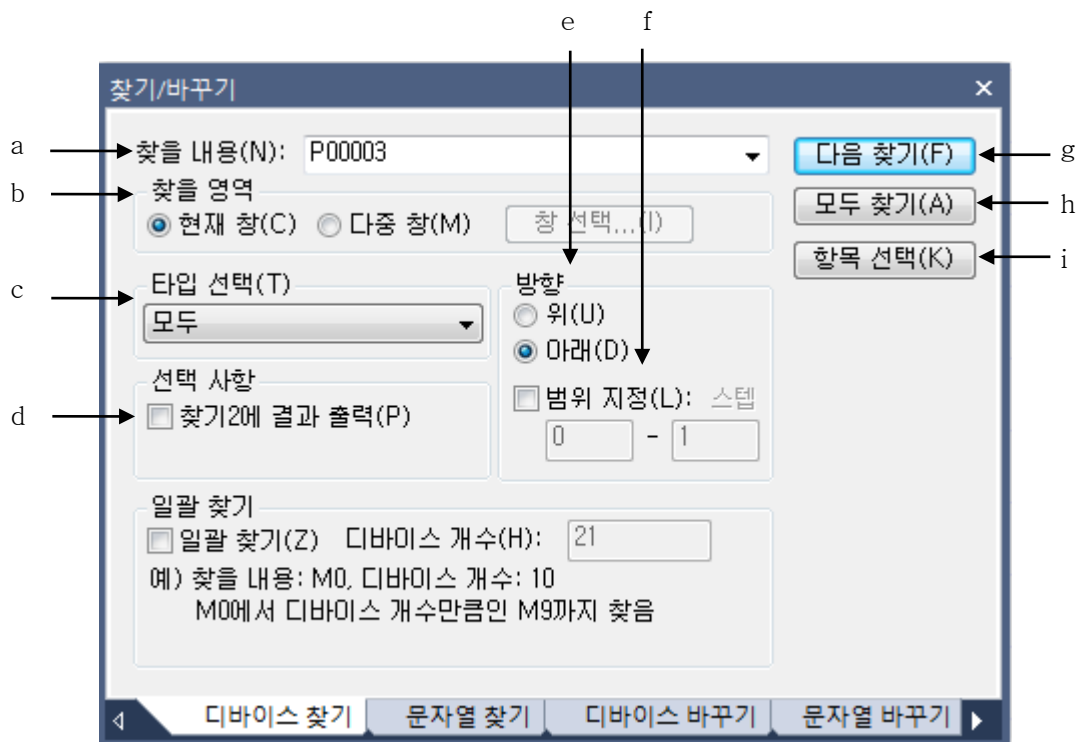 e
f
찾기/바꾸기
a
찾을 내용(N): P00003
다음 찾기(F)
g
b
찾을 영역
현재 창(C) 다중 창(M) 창 선택...(I)
모두 찾기(A)
h
항목 선택(K)
i
c
타입 선택(T)
모두
방향
위(U)
아래(D)
d
선택 사항
찾기2에 결과 출력(P)
범위 지정(L): 스텝
0 - 1
일괄 찾기
일괄 찾기(Z) 디바이스 개수(H): 21
예) 찾을 내용: M0, 디바이스 개수: 10
M0에서 디바이스 개수만큼인 M9까지 찾음
디바이스 찾기 문자열 찾기 디바이스 바꾸기 문자열 바꾸기